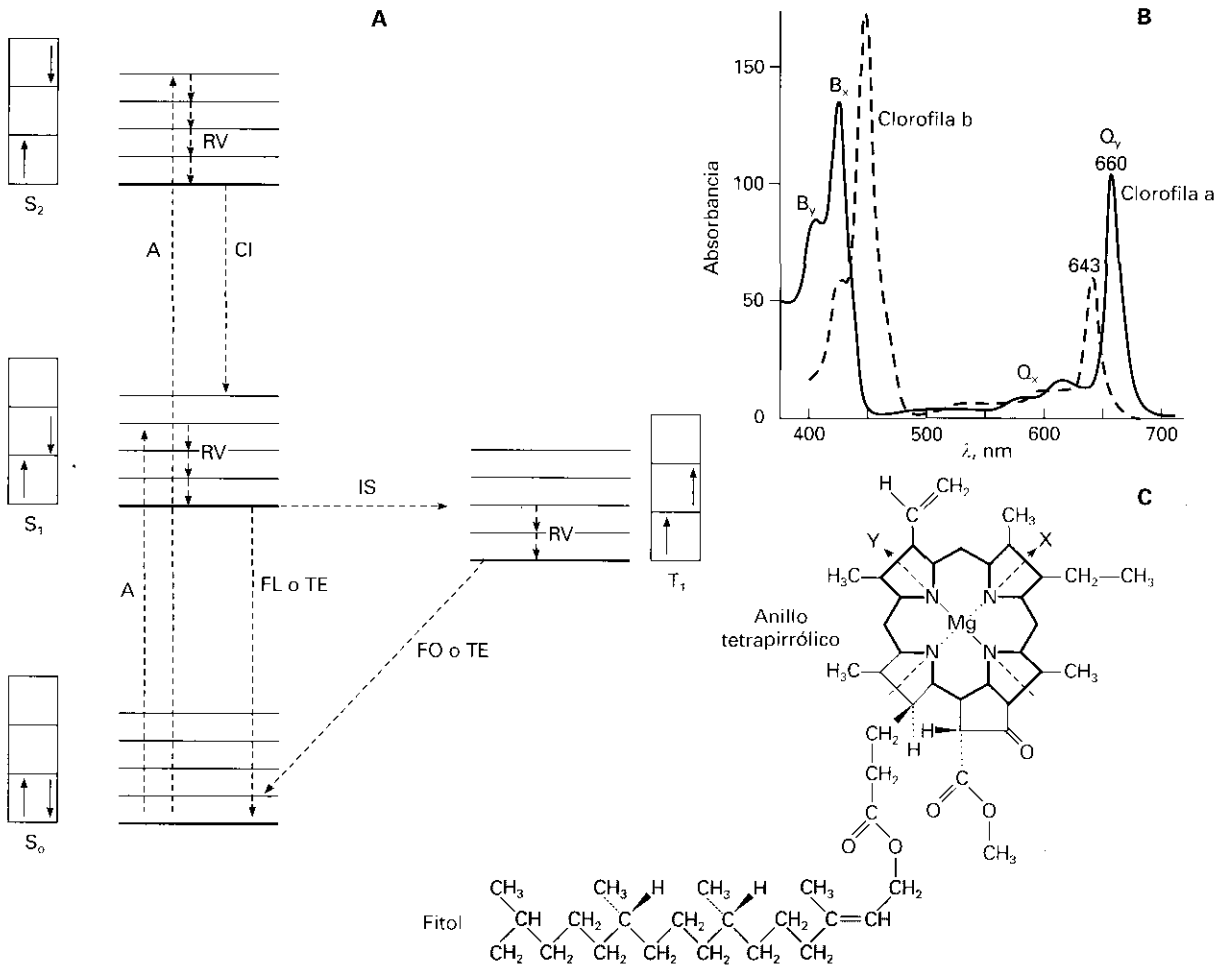 A
S2
RV
A
CI
S1
RV
IS
A
FL o TE
RV
T1
FO o TE
So
B
150
100
50
0
Absorbancia
Bx
By
Clorofila b
Qy
660
Clorofila a
643
Qx
400
500
600
700
λ, nm
C
H
CH2
C
CH3
Y
X
H3C
CH2—CH3
N
N
Mg
Anillo
tetrapirrólico
N
N
H3C
CH3
CH2
H
H
O
CH2
C
O
O
C
CH3
O
O
CH3
CH3
H
CH3
H
CH3
CH2
Fitol
CH
CH2
C
CH2
CH2
C
CH2
C
CH
CH2
CH2
CH2
CH2
CH2
CH2
CH2